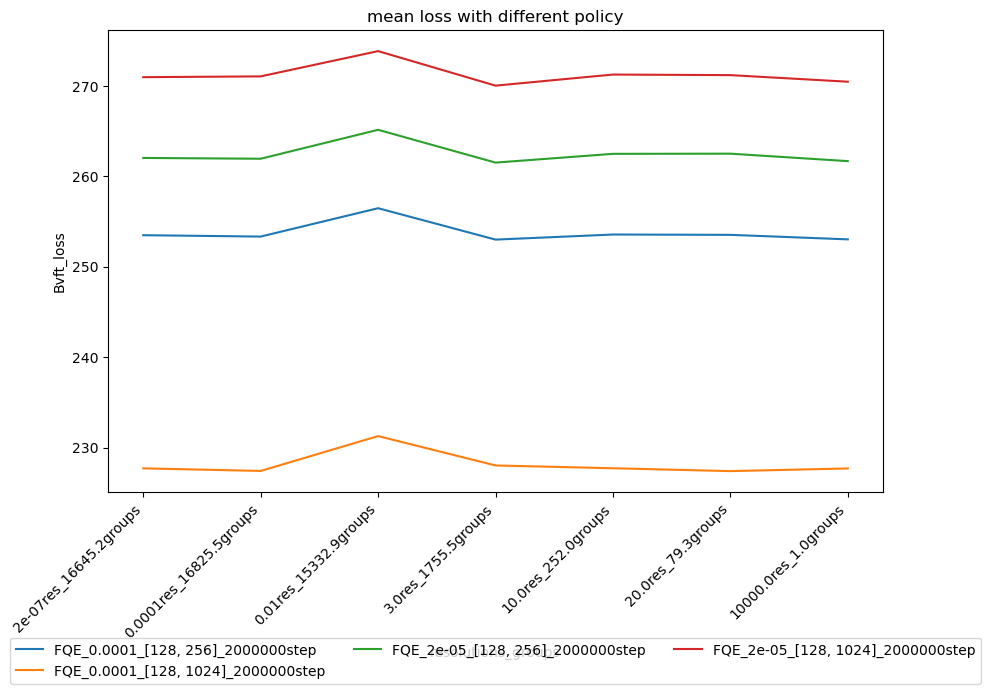 mean loss with different policy
Bvft_loss
270
260
250
240
230
2e-07res_16645.2groups
0.0001res_16825.5groups
0.01res_15332.9groups
3.0res_1755.5groups
10.0res_252.0groups
20.0res_79.3groups
10000.0res_1.0groups
FQE_0.0001_[128, 256]_2000000step
FQE_2e-05_[128, 256]_2000000step
FQE_2e-05_[128, 1024]_2000000step
FQE_0.0001_[128, 1024]_2000000step